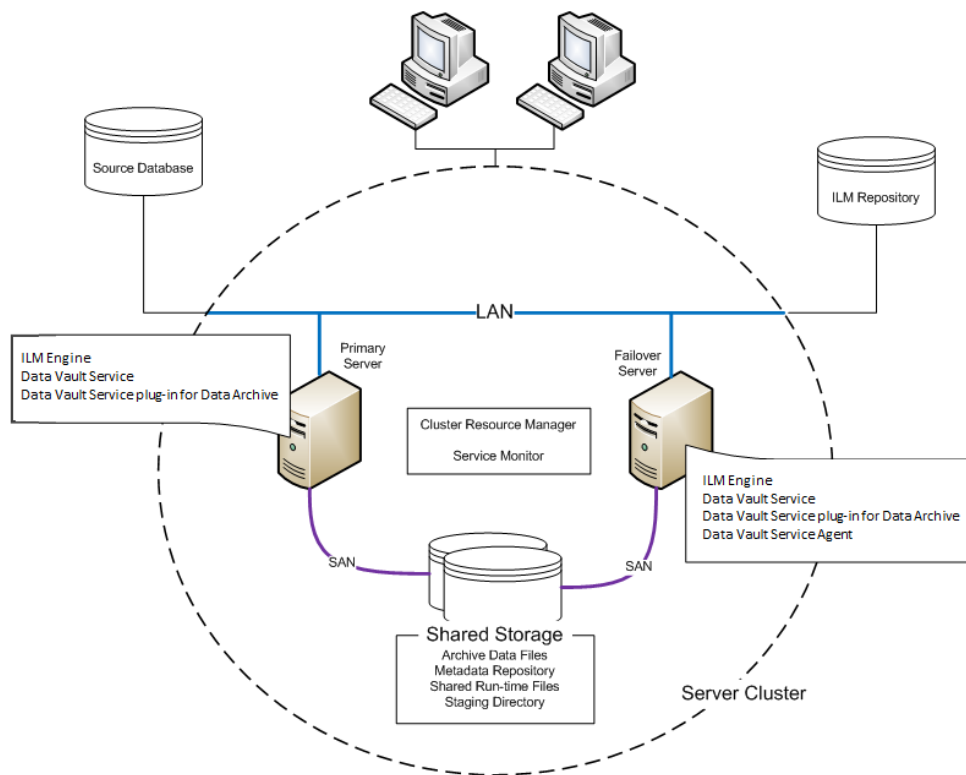 Source Database
ILM Repository
LAN
Primary
Server
Failover
Server
ILM Engine
Data Vault Service
Data Vault Service plug-in for Data Archive
Cluster Resource Manager
Service Monitor
ILM Engine
Data Vault Service
Data Vault Service plug-in for Data Archive
Data Vault Service Agent
SAN
SAN
Shared Storage
Archive Data Files
Metadata Repository
Shared Run-time Files
Staging Directory
Server Cluster